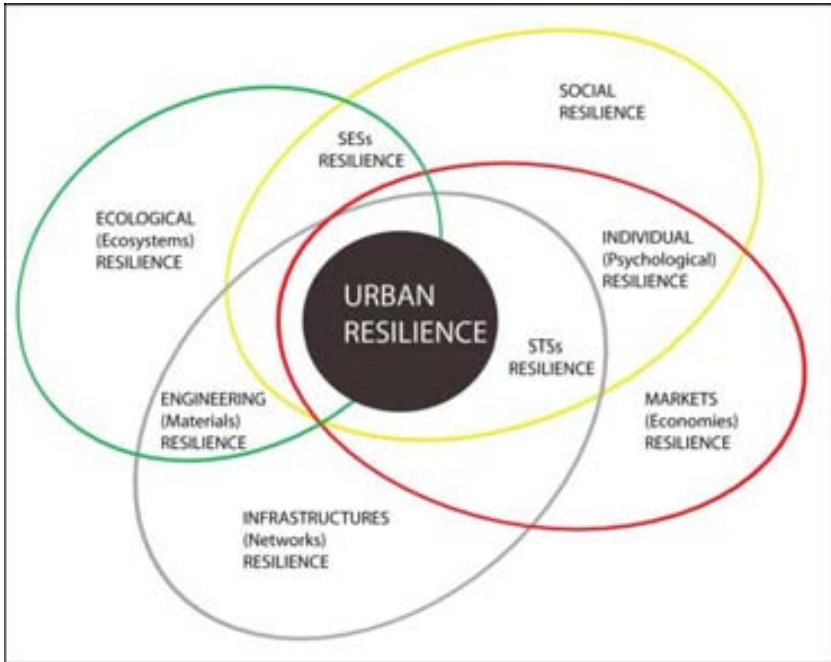 SOCIAL
RESILIENCE
SESs
RESILIENCE
ECOLOGICAL
(Ecosystems)
RESILIENCE
INDIVIDUAL
(Psychological)
RESILIENCE
URBAN
RESILIENCE
STSs
RESILIENCE
ENGINEERING
(Materials)
RESILIENCE
MARKETS
(Economies)
RESILIENCE
INFRASTRUCTURES
(Networks)
RESILIENCE